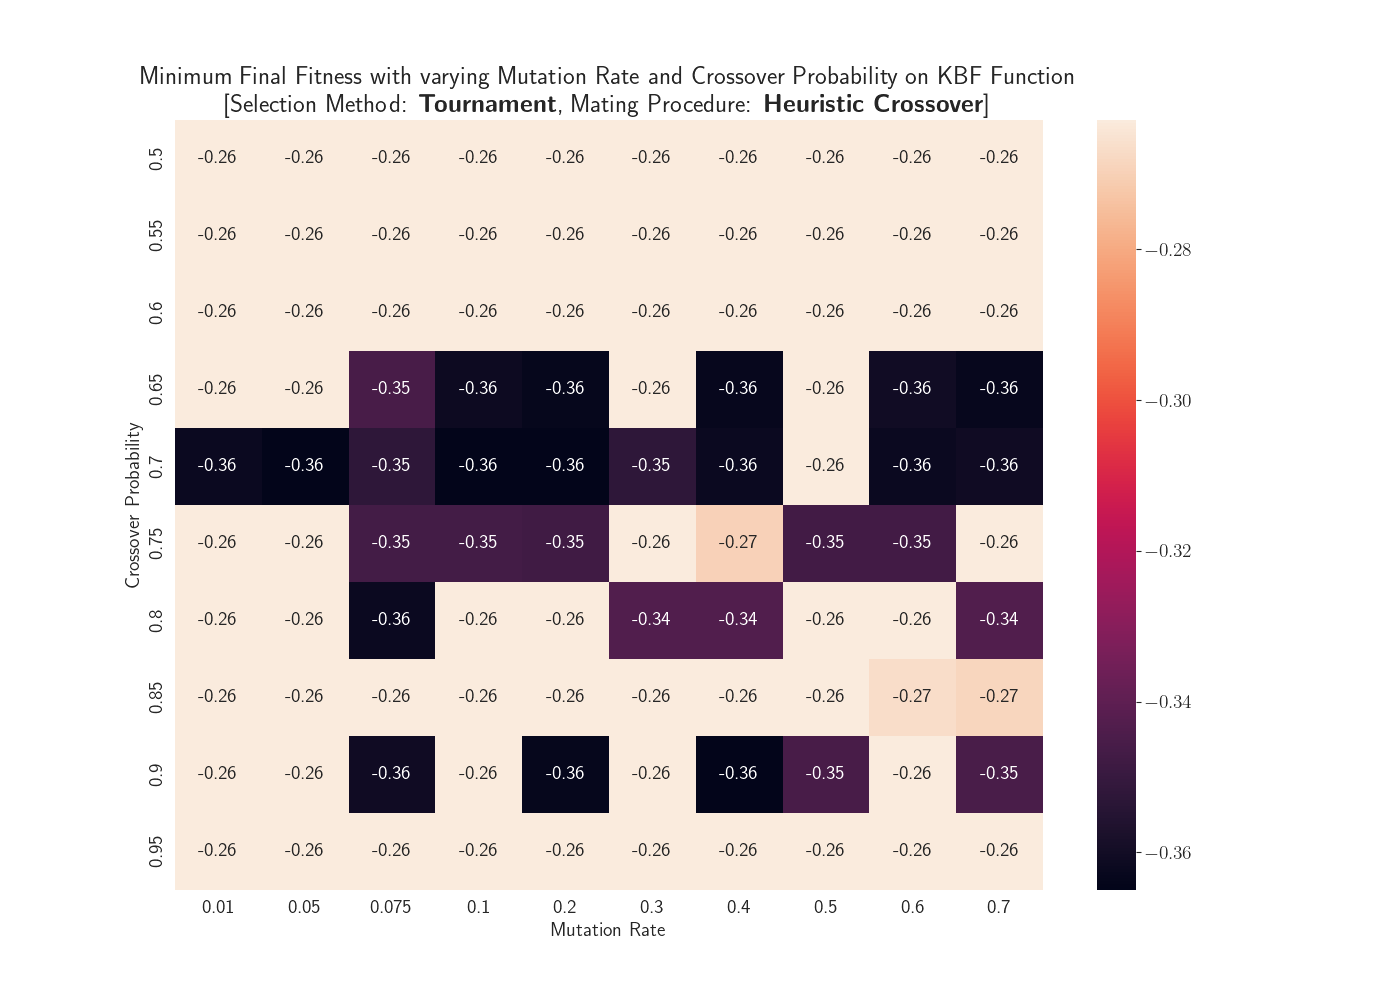 Minimum Final Fitness with varying Mutation Rate and Crossover Probability on KBF Function
[Selection Method: Tournament, Mating Procedure: Heuristic Crossover]
0.5 -0.26 -0.26 -0.26 -0.26 -0.26 -0.26 -0.26 -0.26 -0.26 -0.26
0.55 -0.26 -0.26 -0.26 -0.26 -0.26 -0.26 -0.26 -0.26 -0.26 -0.26
0.6 -0.26 -0.26 -0.26 -0.26 -0.26 -0.26 -0.26 -0.26 -0.26 -0.26
0.65 -0.26 -0.26 -0.35 -0.36 -0.36 -0.26 -0.36 -0.26 -0.36 -0.36
0.7 -0.36 -0.36 -0.35 -0.36 -0.36 -0.35 -0.36 -0.26 -0.36 -0.36
0.75 -0.26 -0.26 -0.35 -0.35 -0.35 -0.26 -0.27 -0.35 -0.35 -0.26
0.8 -0.26 -0.26 -0.36 -0.26 -0.26 -0.34 -0.34 -0.26 -0.26 -0.34
0.85 -0.26 -0.26 -0.26 -0.26 -0.26 -0.26 -0.26 -0.26 -0.27 -0.27
0.9 -0.26 -0.26 -0.36 -0.26 -0.36 -0.26 -0.36 -0.35 -0.26 -0.35
0.95 -0.26 -0.26 -0.26 -0.26 -0.26 -0.26 -0.26 -0.26 -0.26 -0.26
0.01 0.05 0.075 0.1 0.2 0.3 0.4 0.5 0.6 0.7
Mutation Rate
Crossover Probability
−0.28
−0.30
−0.32
−0.34
−0.36